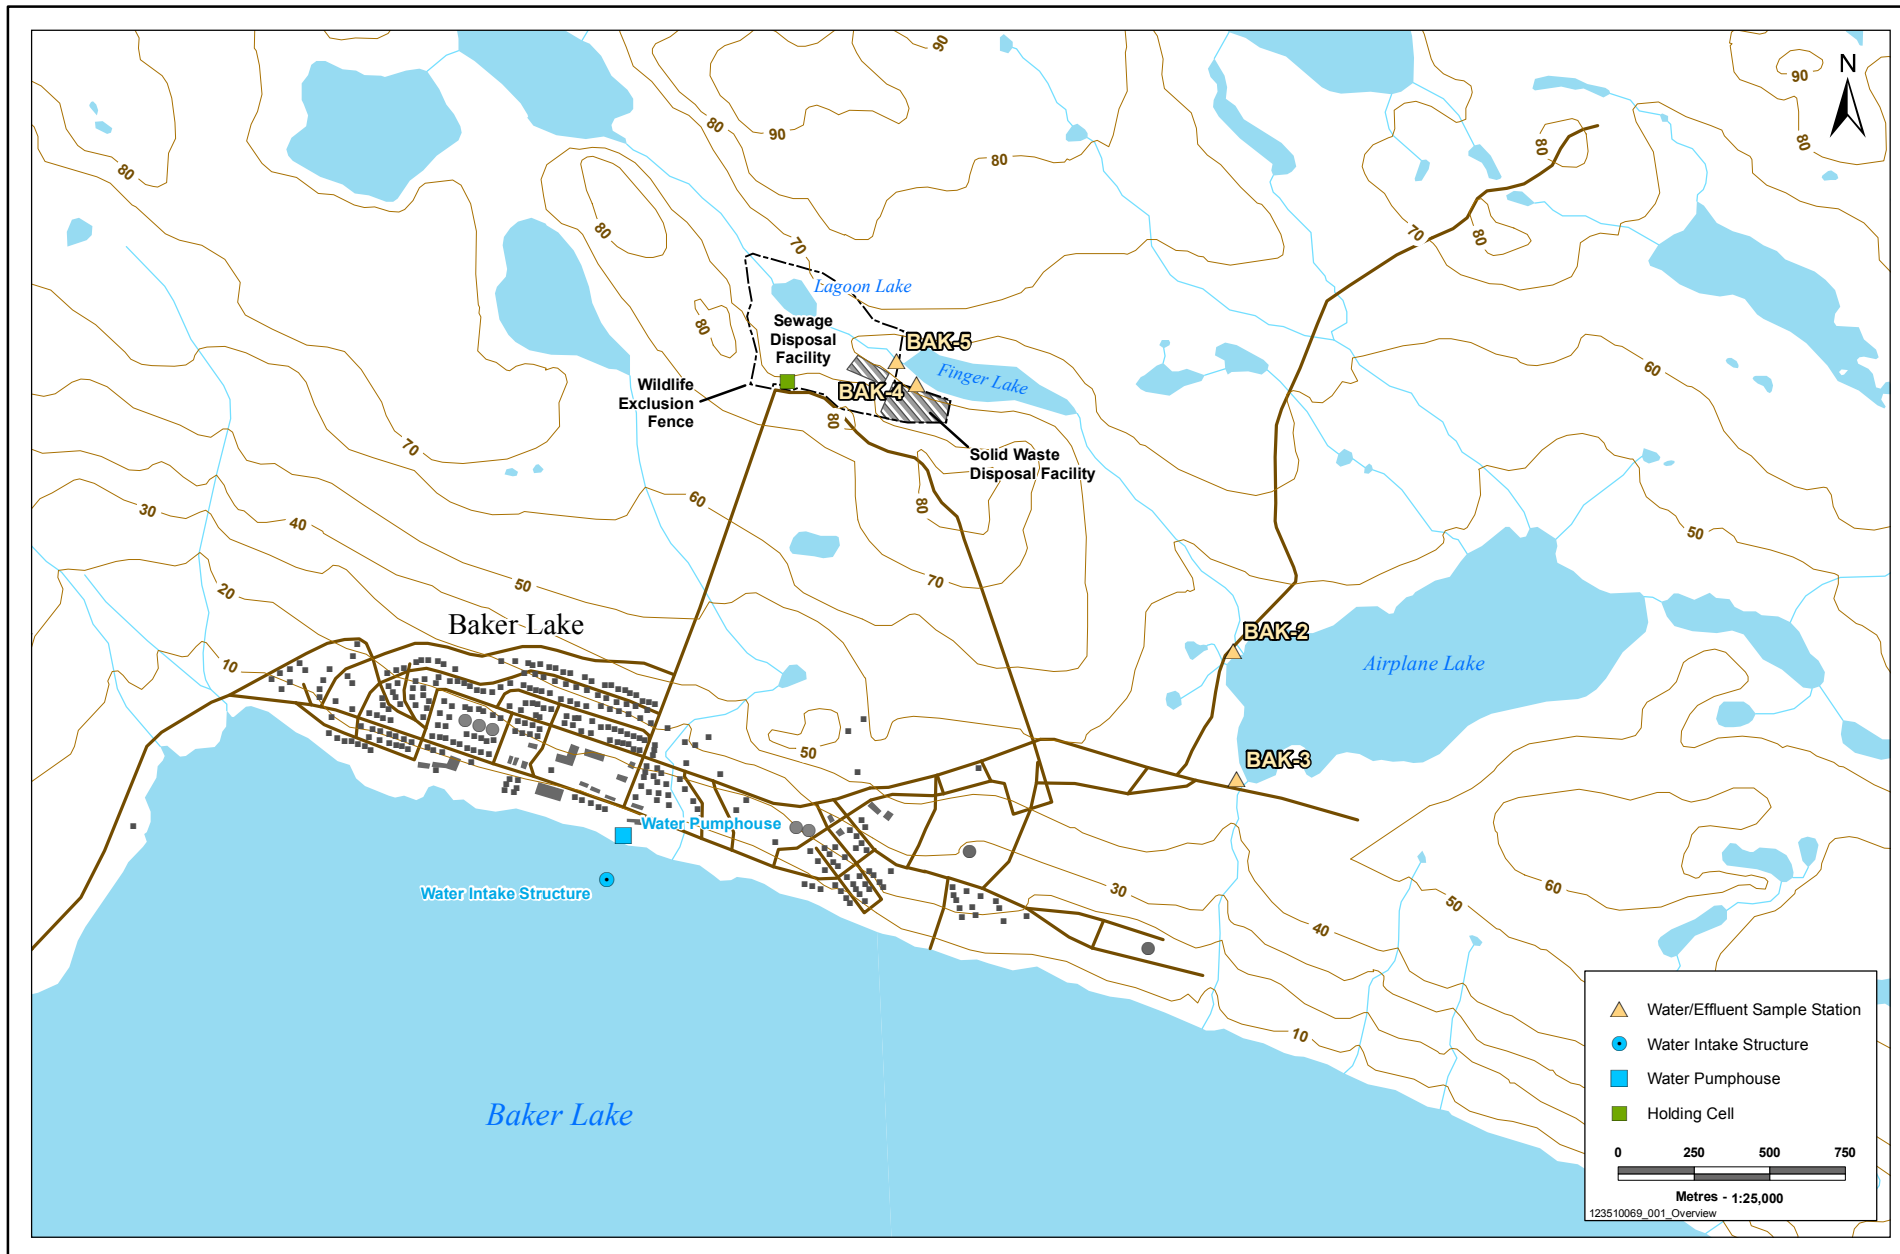 90
N
90
80
90
80
80
80
80
80
70
70
80
Lagoon Lake
80
Sewage
Disposal
Facility
BAK-5
Finger Lake
60
Wildlife
Exclusion
Fence
BAK-4
80
70
Solid Waste
Disposal Facility
60
80
30
40
50
50
70
20
Baker Lake
BAK-2
Airplane Lake
10
50
BAK-3
Water Pumphouse
Water Intake Structure
30
60
50
40
10
Baker Lake
Water/Effluent Sample Station
Water Intake Structure
Water Pumphouse
Holding Cell
0 250 500 750
Metres - 1:25,000
123510069_001_Overview